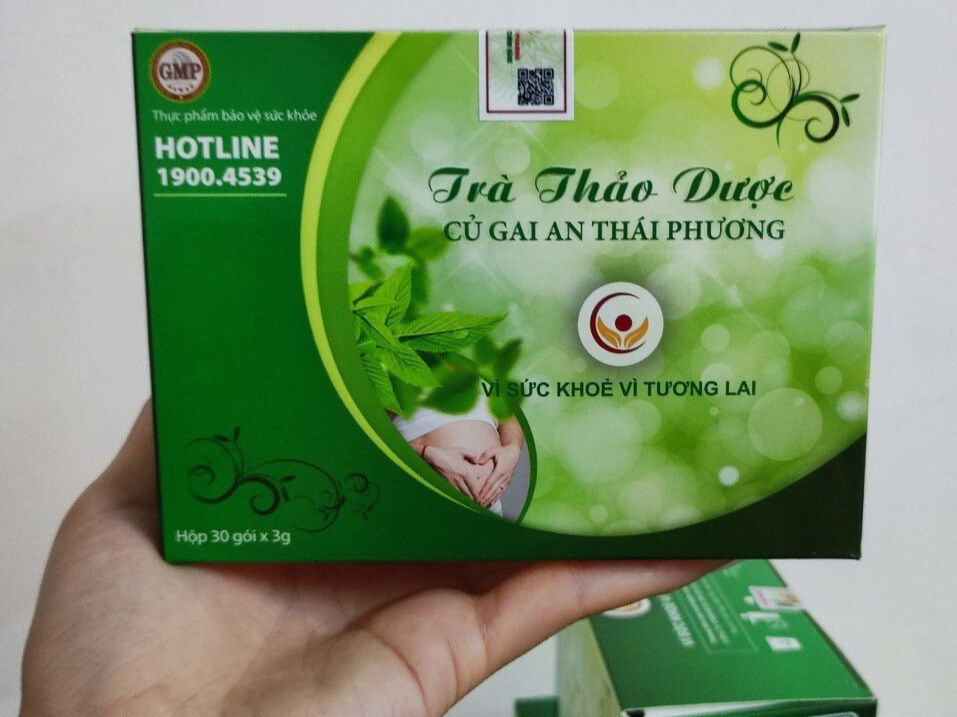 GMP
Thực phẩm bảo vệ sức khỏe
HOTLINE
1900.4539
Trà Thảo Dược
CỦ GAI AN THÁI PHƯƠNG
VÌ SỨC KHOẺ VÌ TƯƠNG LAI
Hộp 30 gói x 3g